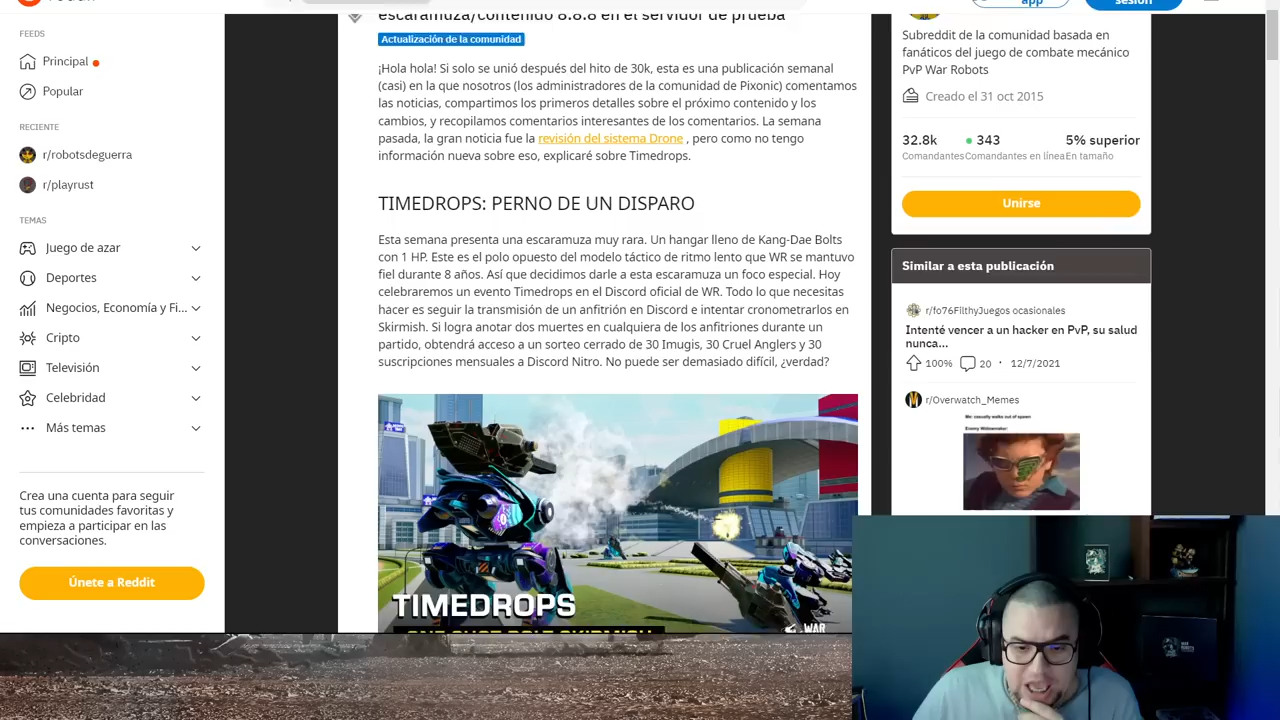 app
sesión
FEEDS
Principal
Popular
RECIENTE
r/robotsdeguerra
r/playrust
TEMAS
Juego de azar
Deportes
Negocios, Economía y Fi...
Cripto
Televisión
Celebridad
Más temas
Crea una cuenta para seguir
tus comunidades favoritas y
empieza a participar en las
conversaciones.
Únete a Reddit
escaramuza/contenido 8.8.8 en el servidor de prueba
Actualización de la comunidad
¡Hola hola! Si solo se unió después del hito de 30k, esta es una publicación semanal
(casi) en la que nosotros (los administradores de la comunidad de Pixonic) comentamos
las noticias, compartimos los primeros detalles sobre el próximo contenido y los
cambios, y recopilamos comentarios interesantes de los comentarios. La semana
pasada, la gran noticia fue la revisión del sistema Drone , pero como no tengo
información nueva sobre eso, explicaré sobre Timedrops.
TIMEDROPS: PERNO DE UN DISPARO
Esta semana presenta una escaramuza muy rara. Un hangar lleno de Kang-Dae Bolts
con 1 HP. Este es el polo opuesto del modelo táctico de ritmo lento que WR se mantuvo
fiel durante 8 años. Así que decidimos darle a esta escaramuza un foco especial. Hoy
celebraremos un evento Timedrops en el Discord oficial de WR. Todo lo que necesitas
hacer es seguir la transmisión de un anfitrión en Discord e intentar cronometrarlos en
Skirmish. Si logra anotar dos muertes en cualquiera de los anfitriones durante un
partido, obtendrá acceso a un sorteo cerrado de 30 Imugis, 30 Cruel Anglers y 30
suscripciones mensuales a Discord Nitro. No puede ser demasiado difícil, ¿verdad?
TIMEDROPS
WAR
Subreddit de la comunidad basada en
fanáticos del juego de combate mecánico
PvP War Robots
Creado el 31 oct 2015
32.8k 343 5% superior
Comandantes Comandantes en línea En tamaño
Unirse
Similar a esta publicación
r/fo76FilthyJuegos ocasionales
Intenté vencer a un hacker en PvP, su salud
nunca...
100% 20 · 12/7/2021
r/Overwatch_Memes
Me: casually walks out of spawn
Enemy Widowmaker: